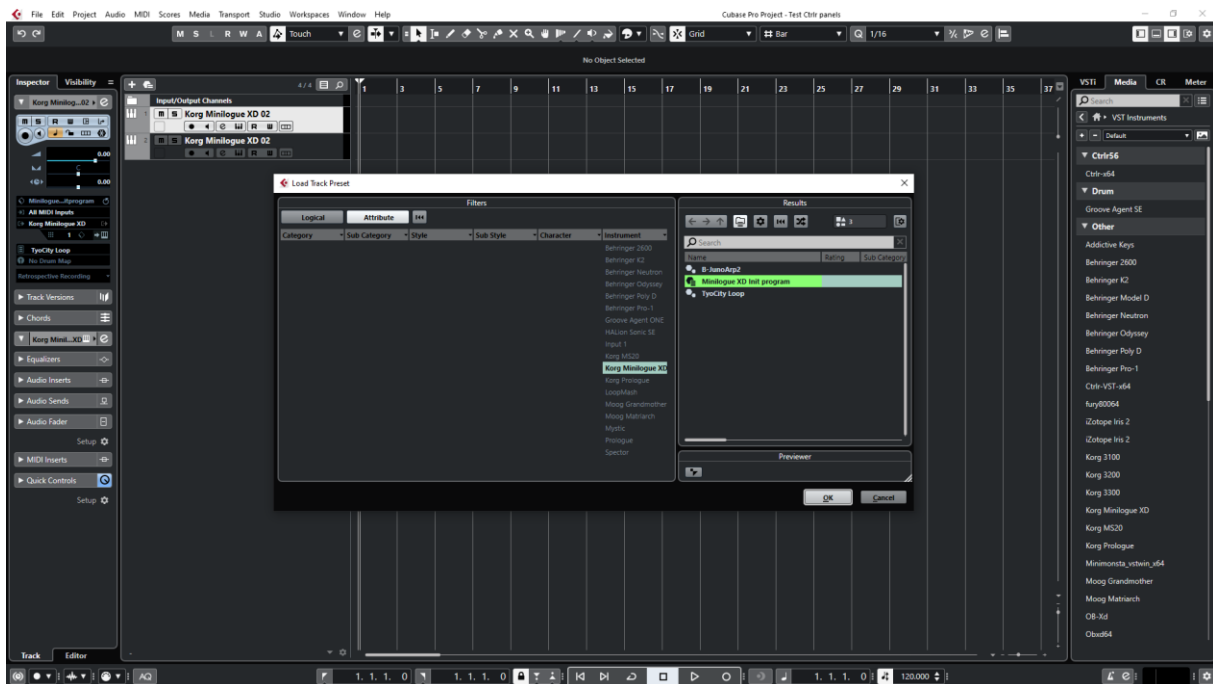 File Edit Project Audio MIDI Scores Media Transport Studio Workspaces Window Help
Cubase Pro Project - Test Ctrlr panels
M S L R W A Touch
Grid
Bar
Q 1/16
No Object Selected
Inspector Visibility
Korg Minilog...02
0.00
C
0.00
Minilogue...itprogram
All MIDI Inputs
Korg Minilogue XD
1
TyoCity Loop
No Drum Map
Retrospective Recording
Track Versions
Chords
Korg Minil...XD
Equalizers
Audio Inserts
Audio Sends
Audio Fader
Setup
MIDI Inserts
Quick Controls
Setup
Track Editor
4/4
1 3 5 7 9 11 13 15 17 19 21 23 25 27 29 31 33 35 37
Input/Output Channels
1 m S Korg Minilogue XD 02
2 m S Korg Minilogue XD 02
Load Track Preset
Filters
Logical Attribute
Category Sub Category Style Sub Style Character Instrument
Behringer 2600
Behringer K2
Behringer Neutron
Behringer Odyssey
Behringer Poly D
Behringer Pro-1
Groove Agent ONE
HALion Sonic SE
Input 1
Korg MS20
Korg Minilogue XD
Korg Prologue
LoopMash
Moog Grandmother
Moog Matriarch
Mystic
Prologue
Spector
Results
3
Search
Name Rating Sub Category
B-JunoArp2
Minilogue XD Init program
TyoCity Loop
Previewer
OK Cancel
VSTi Media CR Meter
Search
VST Instruments
Default
Ctrlr56
Ctrlr-x64
Drum
Groove Agent SE
Other
Addictive Keys
Behringer 2600
Behringer K2
Behringer Model D
Behringer Neutron
Behringer Odyssey
Behringer Poly D
Behringer Pro-1
Ctrlr-VST-x64
fury80064
iZotope Iris 2
iZotope Iris 2
Korg 3100
Korg 3200
Korg 3300
Korg Minilogue XD
Korg MS20
Korg Prologue
Minimonsta_vstwin_x64
Moog Grandmother
Moog Matriarch
OB-Xd
Obxd64
AQ
1. 1. 1. 0
1. 1. 1. 0
1. 1. 1. 0
120.000